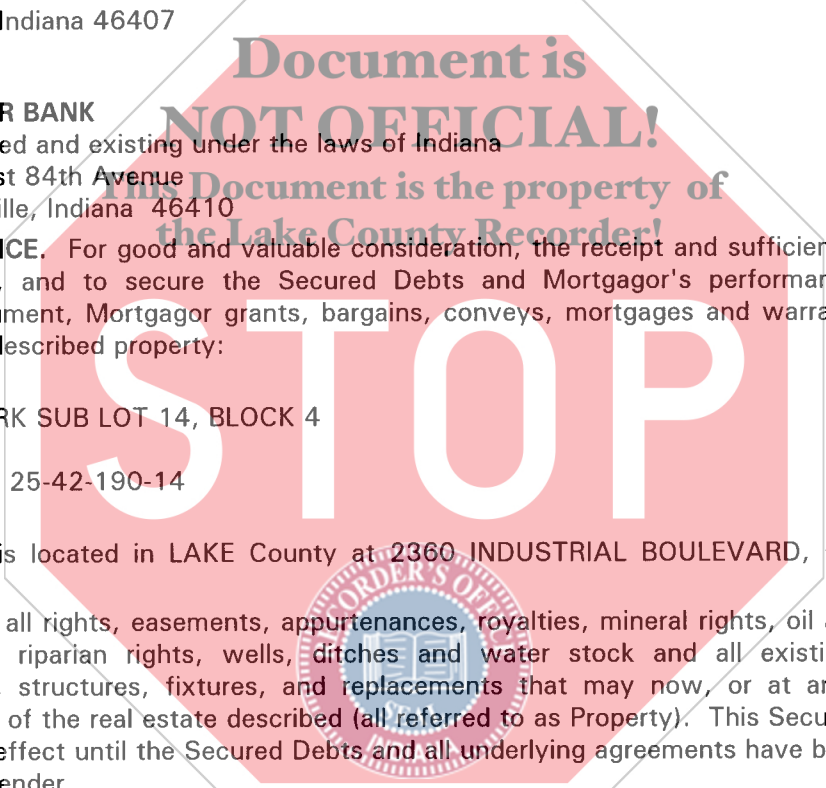 Indiana 46407
Document is
NOT OFFICIAL!
This Document is the property of
the Lake County Recorder!
R BANK
ed and existing under the laws of Indiana
st 84th Avenue
ille, Indiana 46410
ICE. For good and valuable consideration, the receipt and sufficien
, and to secure the Secured Debts and Mortgagor's performan
ument, Mortgagor grants, bargains, conveys, mortgages and warra
described property:
STOP
RK SUB LOT 14, BLOCK 4
25-42-190-14
is located in LAKE County at 2360 INDUSTRIAL BOULEVARD,
RECORDER'S OFFICE
all rights, easements, appurtenances, royalties, mineral rights, oil a
riparian rights, wells, ditches and water stock and all existi
, structures, fixtures, and replacements that may now, or at an
of the real estate described (all referred to as Property). This Secu
SEAL
INDIANA
effect until the Secured Debts and all underlying agreements have b
ender